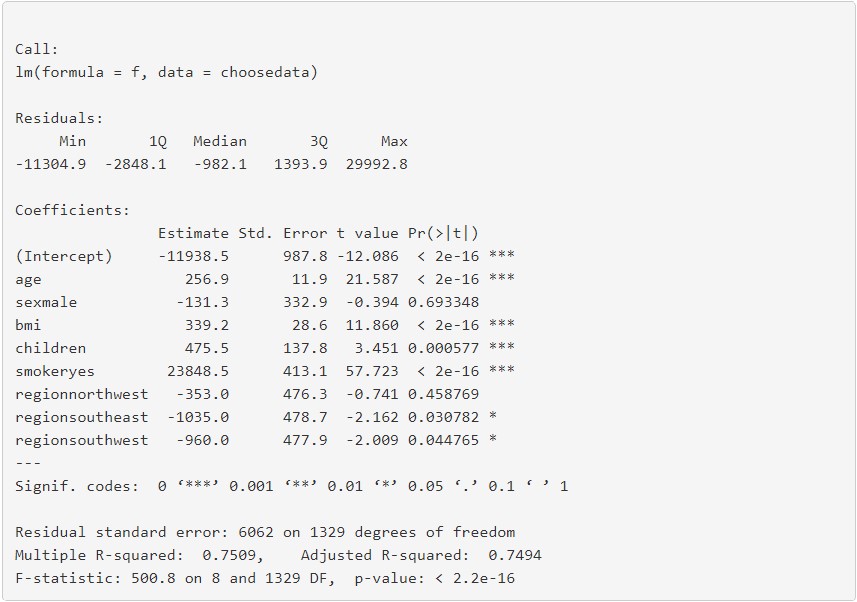 Call:
lm(formula = f, data = choosedata)
Residuals:
     Min       1Q   Median       3Q      Max
-11304.9  -2848.1   -982.1   1393.9  29992.8
Coefficients:
                Estimate Std. Error t value Pr(>|t|)
(Intercept)     -11938.5      987.8 -12.086  < 2e-16 ***
age                256.9       11.9  21.587  < 2e-16 ***
sexmale           -131.3      332.9  -0.394 0.693348
bmi                339.2       28.6  11.860  < 2e-16 ***
children           475.5      137.8   3.451 0.000577 ***
smokeryes        23848.5      413.1  57.723  < 2e-16 ***
regionnorthwest   -353.0      476.3  -0.741 0.458769
regionsoutheast  -1035.0      478.7  -2.162 0.030782 *
regionsouthwest   -960.0      477.9  -2.009 0.044765 *
---
Signif. codes:  0 ‘***’ 0.001 ‘**’ 0.01 ‘*’ 0.05 ‘.’ 0.1 ‘ ’ 1
Residual standard error: 6062 on 1329 degrees of freedom
Multiple R-squared:  0.7509,    Adjusted R-squared:  0.7494
F-statistic: 500.8 on 8 and 1329 DF,  p-value: < 2.2e-16